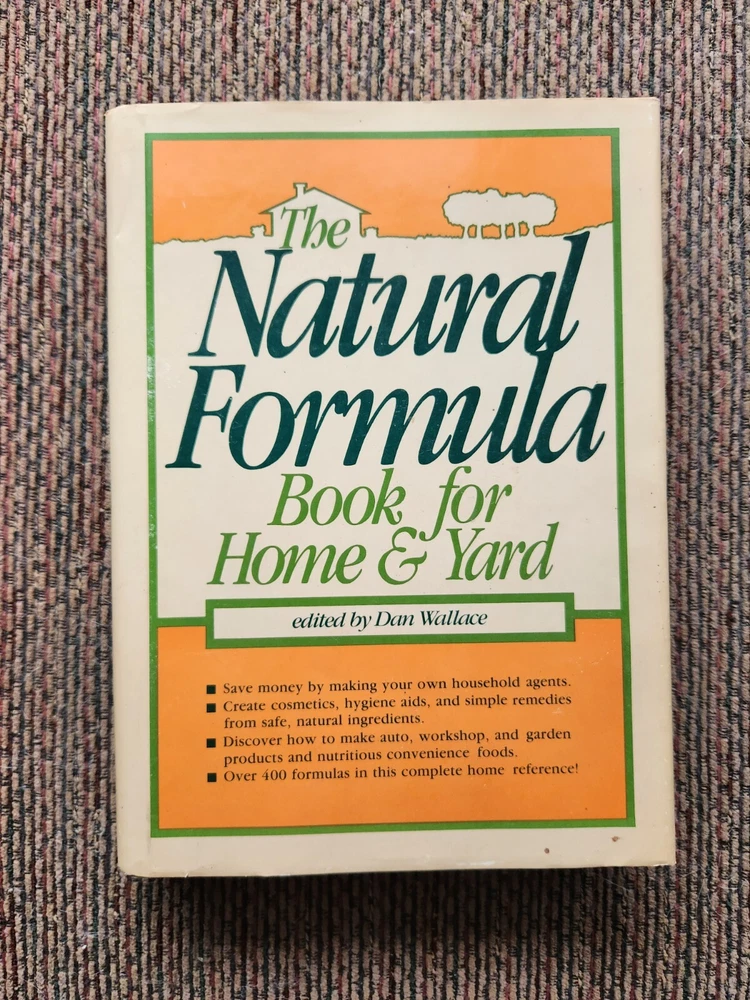 The
Natural
Formula
Book for
Home & Yard
edited by Dan Wallace
■ Save money by making your own household agents.
■ Create cosmetics, hygiene aids, and simple remedies
from safe, natural ingredients.
■ Discover how to make auto, workshop, and garden
products and nutritious convenience foods.
■ Over 400 formulas in this complete home reference!